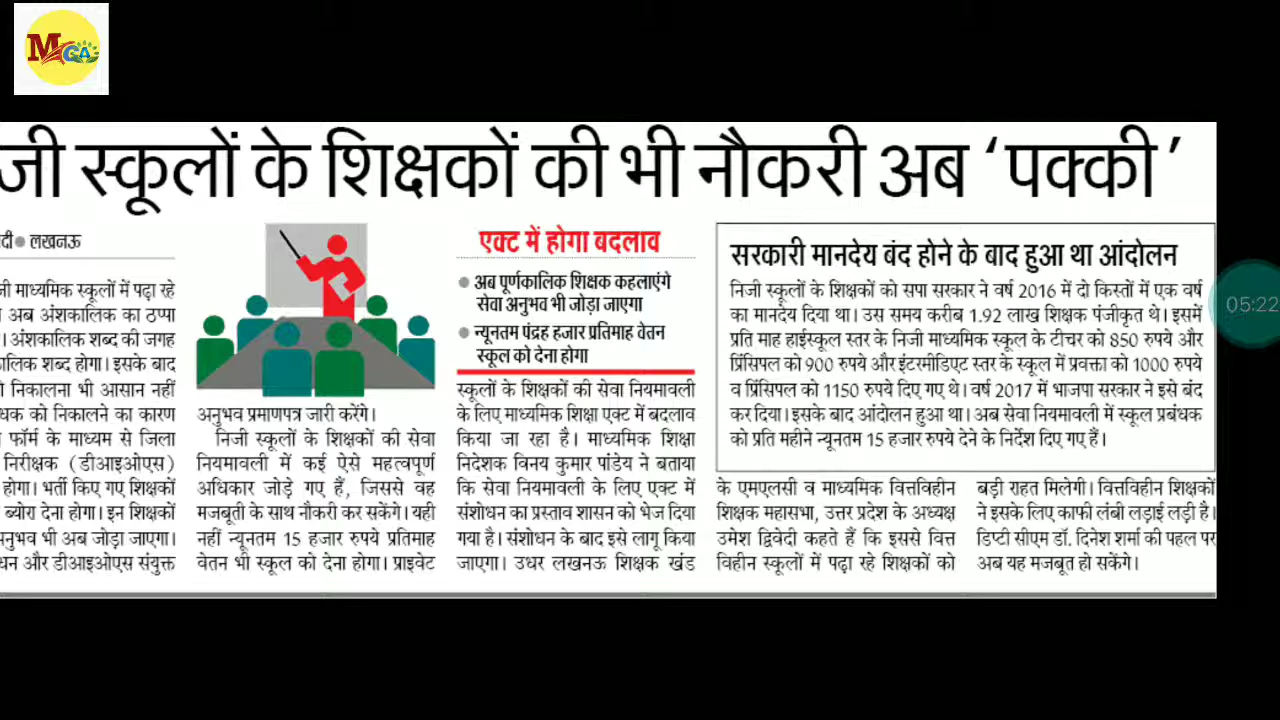 MGA
जी स्कूलों के शिक्षकों की भी नौकरी अब ‘पक्की’
दी● लखनऊ
जी माध्यमिक स्कूलों में पढ़ा रहे
अब अंशकालिक का ठप्पा
। अंशकालिक शब्द की जगह
कालिक शब्द होगा। इसके बाद
निकालना भी आसान नहीं
धक को निकालने का कारण
फॉर्म के माध्यम से जिला
निरीक्षक (डीआइओएस)
होगा। भर्ती किए गए शिक्षकों
ब्योरा देना होगा। इन शिक्षकों
नुभव भी अब जोड़ा जाएगा।
धन और डीआइओएस संयुक्त
अनुभव प्रमाणपत्र जारी करेंगे।
निजी स्कूलों के शिक्षकों की सेवा
नियमावली में कई ऐसे महत्वपूर्ण
अधिकार जोड़े गए हैं, जिससे वह
मजबूती के साथ नौकरी कर सकेंगे। यही
नहीं न्यूनतम 15 हजार रुपये प्रतिमाह
वेतन भी स्कूल को देना होगा। प्राइवेट
एक्ट में होगा बदलाव
● अब पूर्णकालिक शिक्षक कहलाएंगे
सेवा अनुभव भी जोड़ा जाएगा
● न्यूनतम पंद्रह हजार प्रतिमाह वेतन
स्कूल को देना होगा
स्कूलों के शिक्षकों की सेवा नियमावली
के लिए माध्यमिक शिक्षा एक्ट में बदलाव
किया जा रहा है। माध्यमिक शिक्षा
निदेशक विनय कुमार पांडेय ने बताया
कि सेवा नियमावली के लिए एक्ट में
संशोधन का प्रस्ताव शासन को भेज दिया
गया है। संशोधन के बाद इसे लागू किया
जाएगा। उधर लखनऊ शिक्षक खंड
सरकारी मानदेय बंद होने के बाद हुआ था आंदोलन
निजी स्कूलों के शिक्षकों को सपा सरकार ने वर्ष 2016 में दो किस्तों में एक वर्ष
का मानदेय दिया था। उस समय करीब 1.92 लाख शिक्षक पंजीकृत थे। इसमें
प्रति माह हाईस्कूल स्तर के निजी माध्यमिक स्कूल के टीचर को 850 रुपये और
प्रिंसिपल को 900 रुपये और इंटरमीडिएट स्तर के स्कूल में प्रवक्ता को 1000 रुपये
व प्रिंसिपल को 1150 रुपये दिए गए थे। वर्ष 2017 में भाजपा सरकार ने इसे बंद
कर दिया। इसके बाद आंदोलन हुआ था। अब सेवा नियमावली में स्कूल प्रबंधक
को प्रति महीने न्यूनतम 15 हजार रुपये देने के निर्देश दिए गए हैं।
के एमएलसी व माध्यमिक वित्तविहीन
शिक्षक महासभा, उत्तर प्रदेश के अध्यक्ष
उमेश द्विवेदी कहते हैं कि इससे वित्त
विहीन स्कूलों में पढ़ा रहे शिक्षकों को
बड़ी राहत मिलेगी। वित्तविहीन शिक्षकों
ने इसके लिए काफी लंबी लड़ाई लड़ी है।
डिप्टी सीएम डॉ. दिनेश शर्मा की पहल पर
अब यह मजबूत हो सकेंगे।
05:22